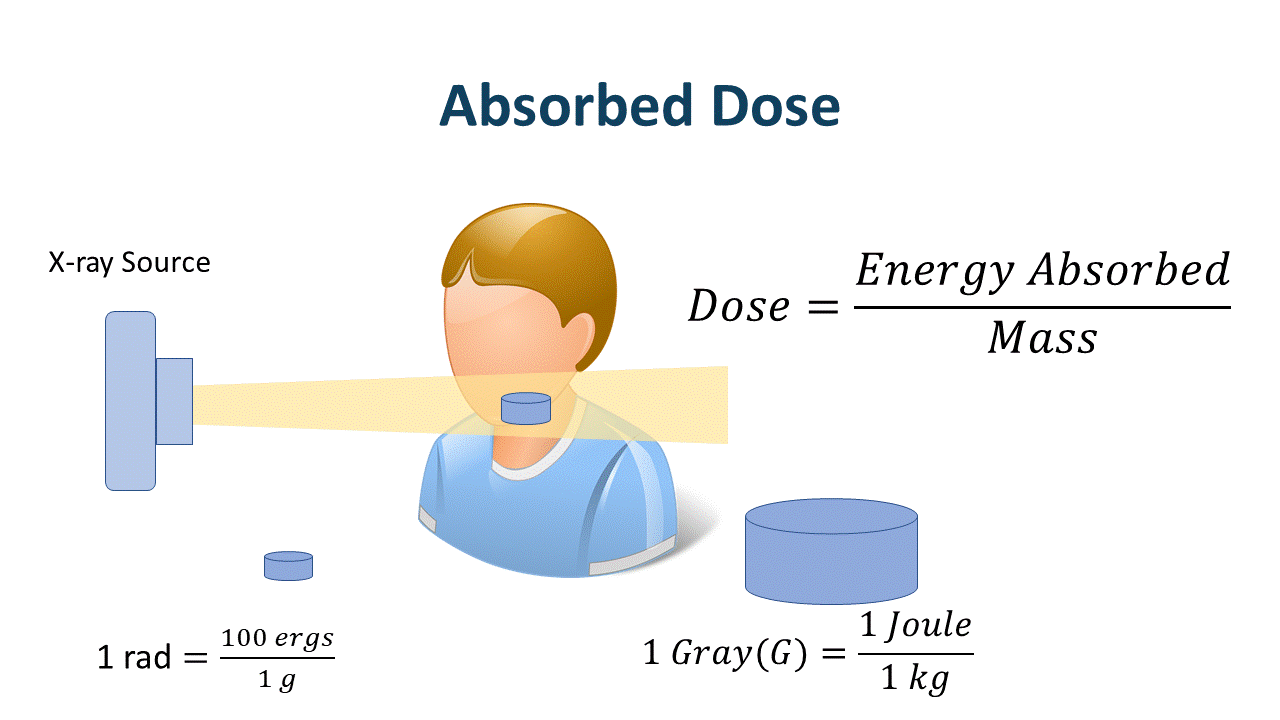 Absorbed Dose
X-ray Source
Dose = Energy Absorbed / Mass
1 rad = 100 ergs / 1 g
1 Gray(G) = 1 Joule / 1 kg